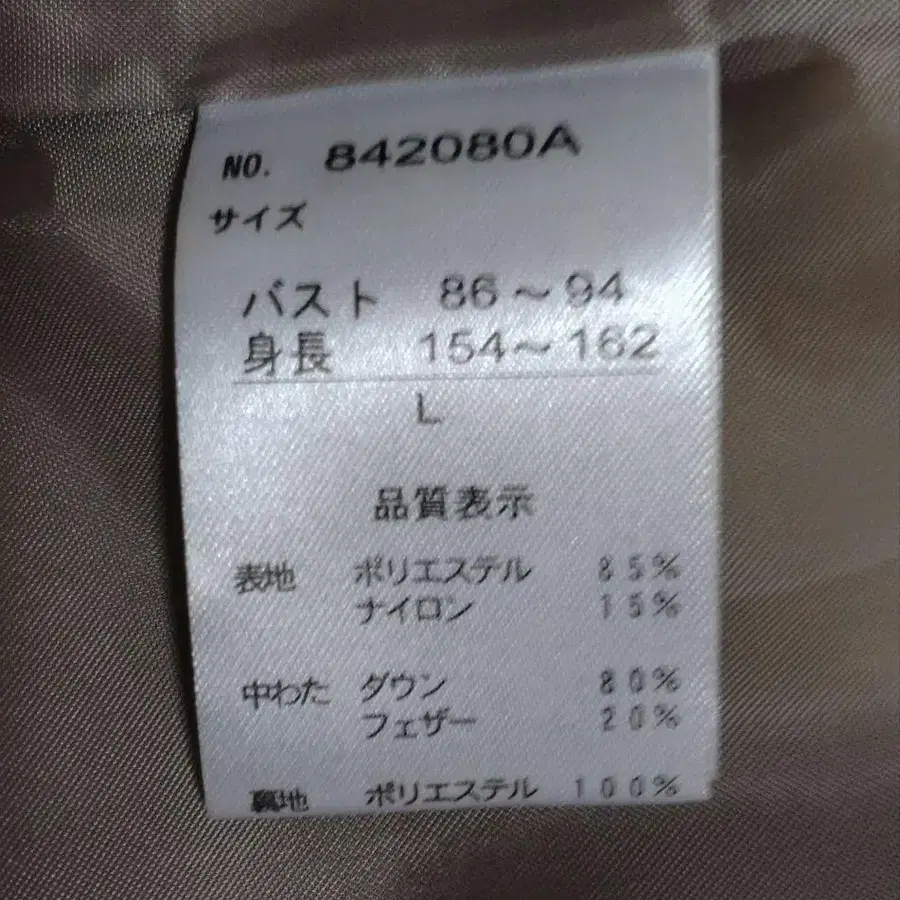 NO. 842080A
サイズ
バスト 86～94
身長 154～162
L
品質表示
表地 ポリエステル 85%
ナイロン 15%
中わた ダウン 80%
フェザー 20%
裏地 ポリエステル 100%